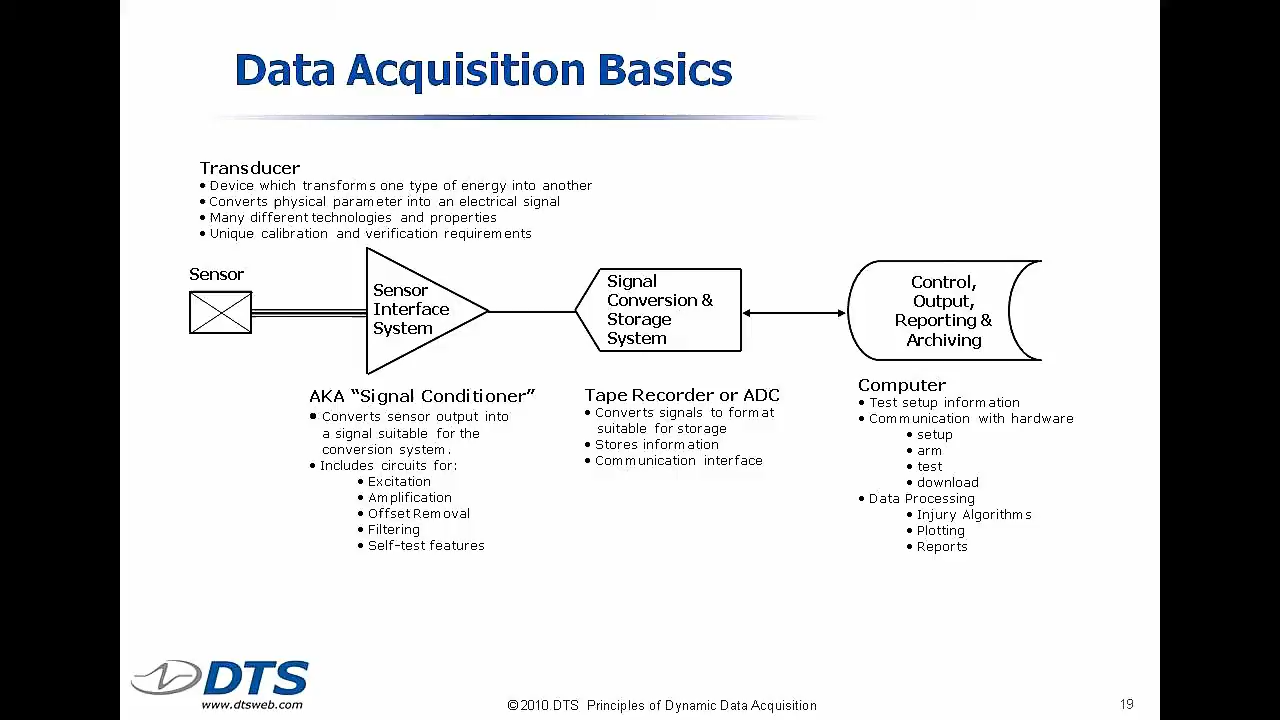 Data Acquisition Basics
Transducer
• Device which transforms one type of energy into another
• Converts physical parameter into an electrical signal
• Many different technologies and properties
• Unique calibration and verification requirements
Sensor
Sensor
Interface
System
Signal
Conversion &
Storage
System
Control,
Output,
Reporting &
Archiving
AKA “Signal Conditioner”
• Converts sensor output into
a signal suitable for the
conversion system.
• Includes circuits for:
• Excitation
• Amplification
• Offset Removal
• Filtering
• Self-test features
Tape Recorder or ADC
• Converts signals to format
suitable for storage
• Stores information
• Communication interface
Computer
• Test setup information
• Communication with hardware
• setup
• arm
• test
• download
• Data Processing
• Injury Algorithms
• Plotting
• Reports
DTS
www.dtsweb.com
©2010 DTS Principles of Dynamic Data Acquisition
19